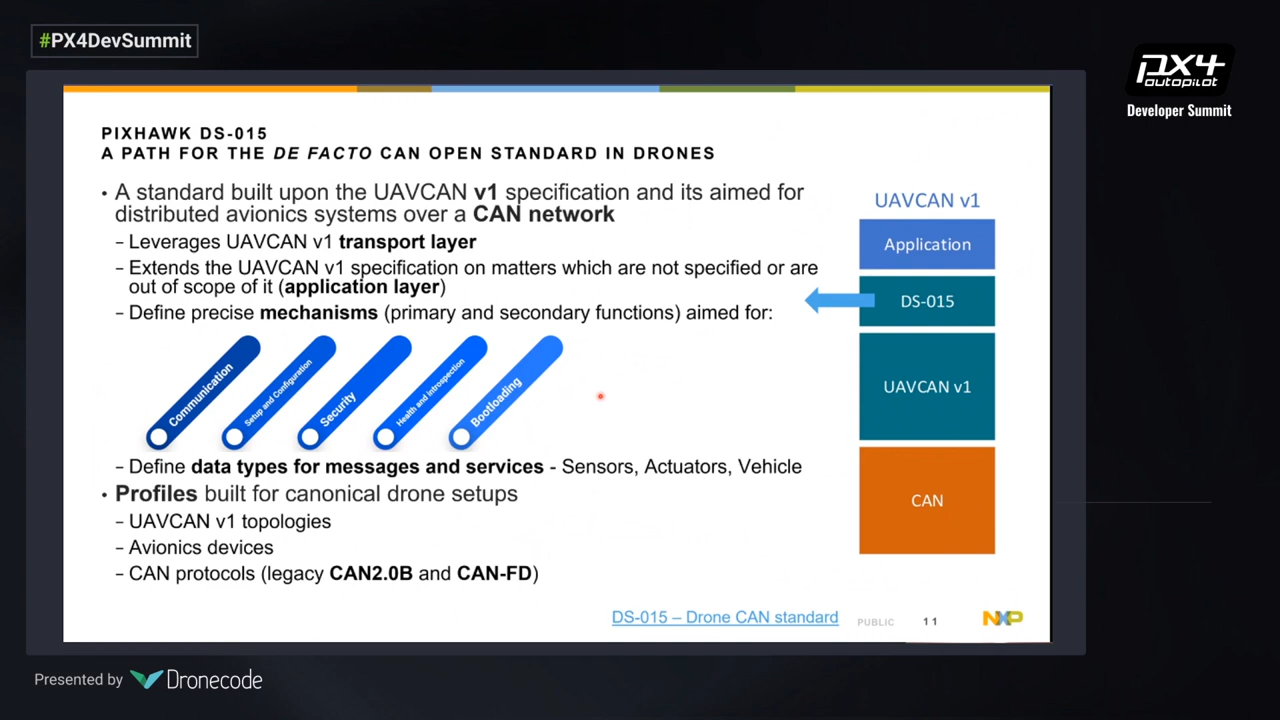 #PX4DevSummit
px4
autopilot
Developer Summit
PIXHAWK DS-015
A PATH FOR THE DE FACTO CAN OPEN STANDARD IN DRONES
• A standard built upon the UAVCAN v1 specification and its aimed for
distributed avionics systems over a CAN network
– Leverages UAVCAN v1 transport layer
– Extends the UAVCAN v1 specification on matters which are not specified or are
out of scope of it (application layer)
– Define precise mechanisms (primary and secondary functions) aimed for:
Communication
Setup and Configuration
Security
Health and Introspection
Bootloading
– Define data types for messages and services - Sensors, Actuators, Vehicle
• Profiles built for canonical drone setups
– UAVCAN v1 topologies
– Avionics devices
– CAN protocols (legacy CAN2.0B and CAN-FD)
UAVCAN v1
Application
DS-015
UAVCAN v1
CAN
DS-015 – Drone CAN standard
PUBLIC
11
NXP
Presented by Dronecode